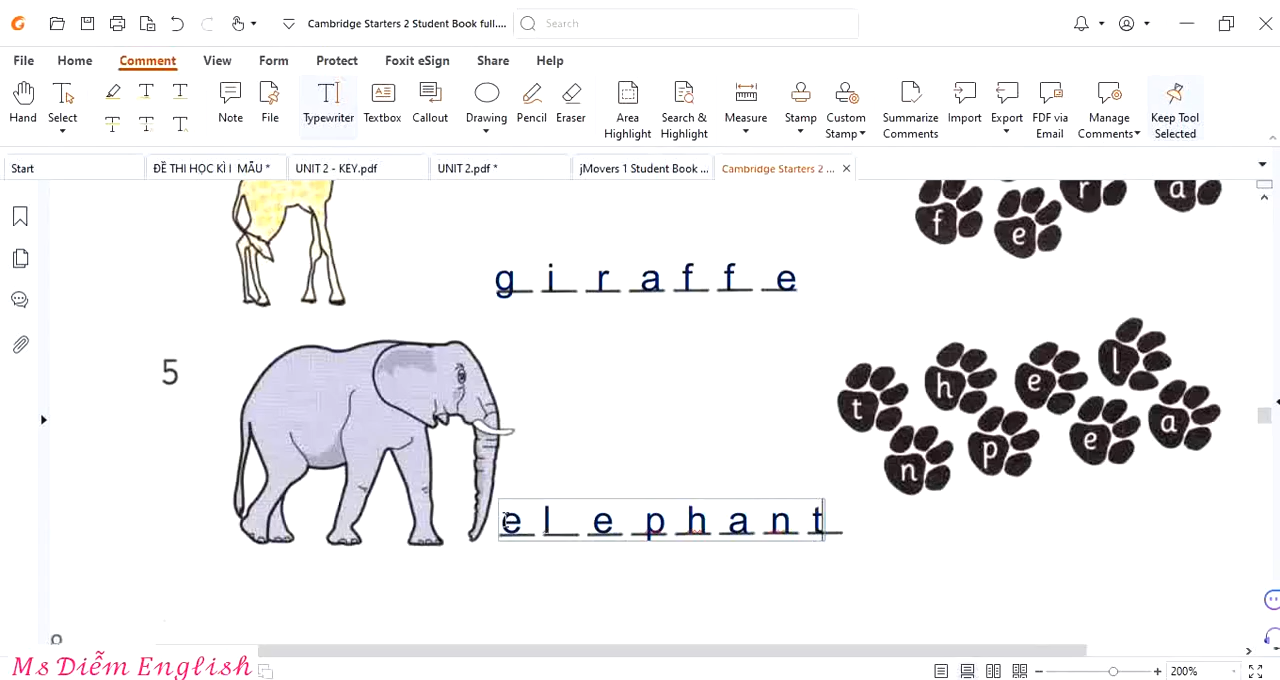 Cambridge Starters 2 Student Book full....
Search
File Home Comment View Form Protect Foxit eSign Share Help
Hand Select Note File Typewriter Textbox Callout Drawing Pencil Eraser Area Highlight Search & Highlight Measure Stamp Custom Stamp Summarize Comments Import Export PDF via Email Manage Comments Keep Tool Selected
Start ĐỀ THI HỌC KÌ I MẪU * UNIT 2 - KEY.pdf UNIT 2.pdf * jMovers 1 Student Book ... Cambridge Starters 2 ...
r a
f e
g i r a f f e
5
l
h e
t a
e
p
n
e l e p h a n t
Ms Diễm English
200%